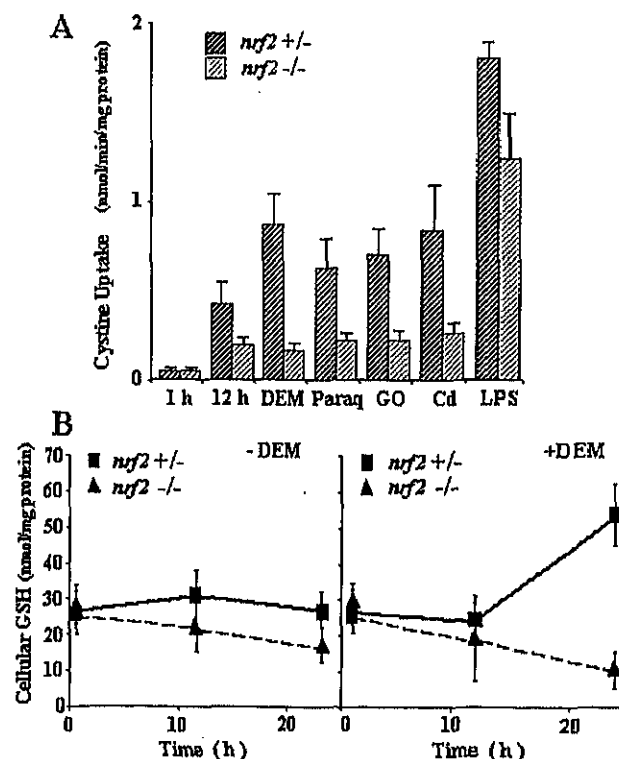 A
Cystine Uptake (nmol/min/mg protein)
2
1
0
nrf2 +/-
nrf2 -/-
1 h 12 h DEM Paraq GO Cd LPS
B
Cellular GSH (nmol/mg protein)
70
60
50
40
30
20
10
0
nrf2 +/- -DEM
nrf2 -/-
nrf2 +/- +DEM
nrf2 -/-
0 10 20 0 10 20
Time (h) Time (h)